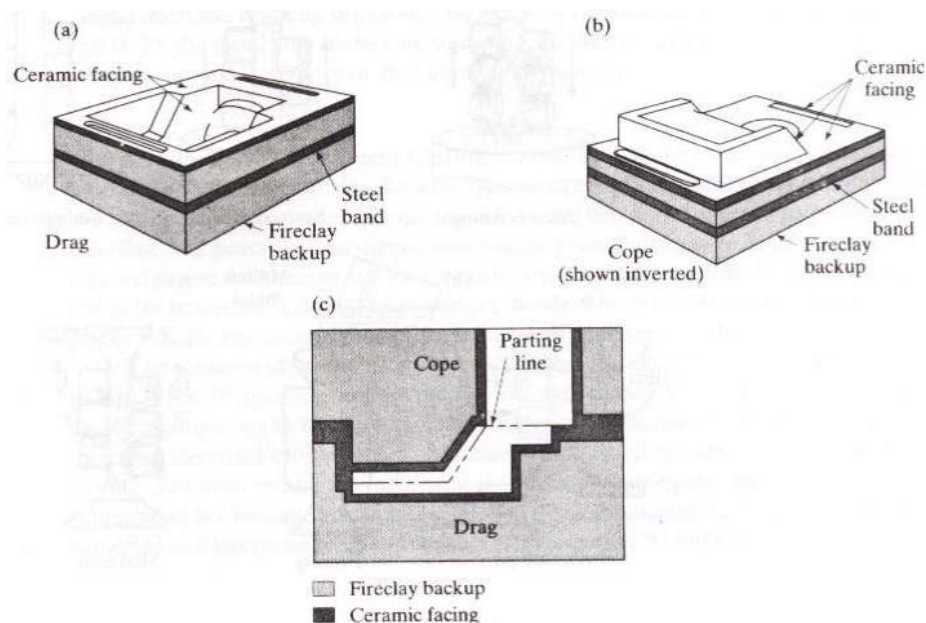 (a)
Ceramic facing
Steel
band
Fireclay
backup
Drag
(b)
Ceramic
facing
Steel
band
Fireclay
backup
Cope
(shown inverted)
(c)
Cope
Parting
line
Drag
Fireclay backup
Ceramic facing